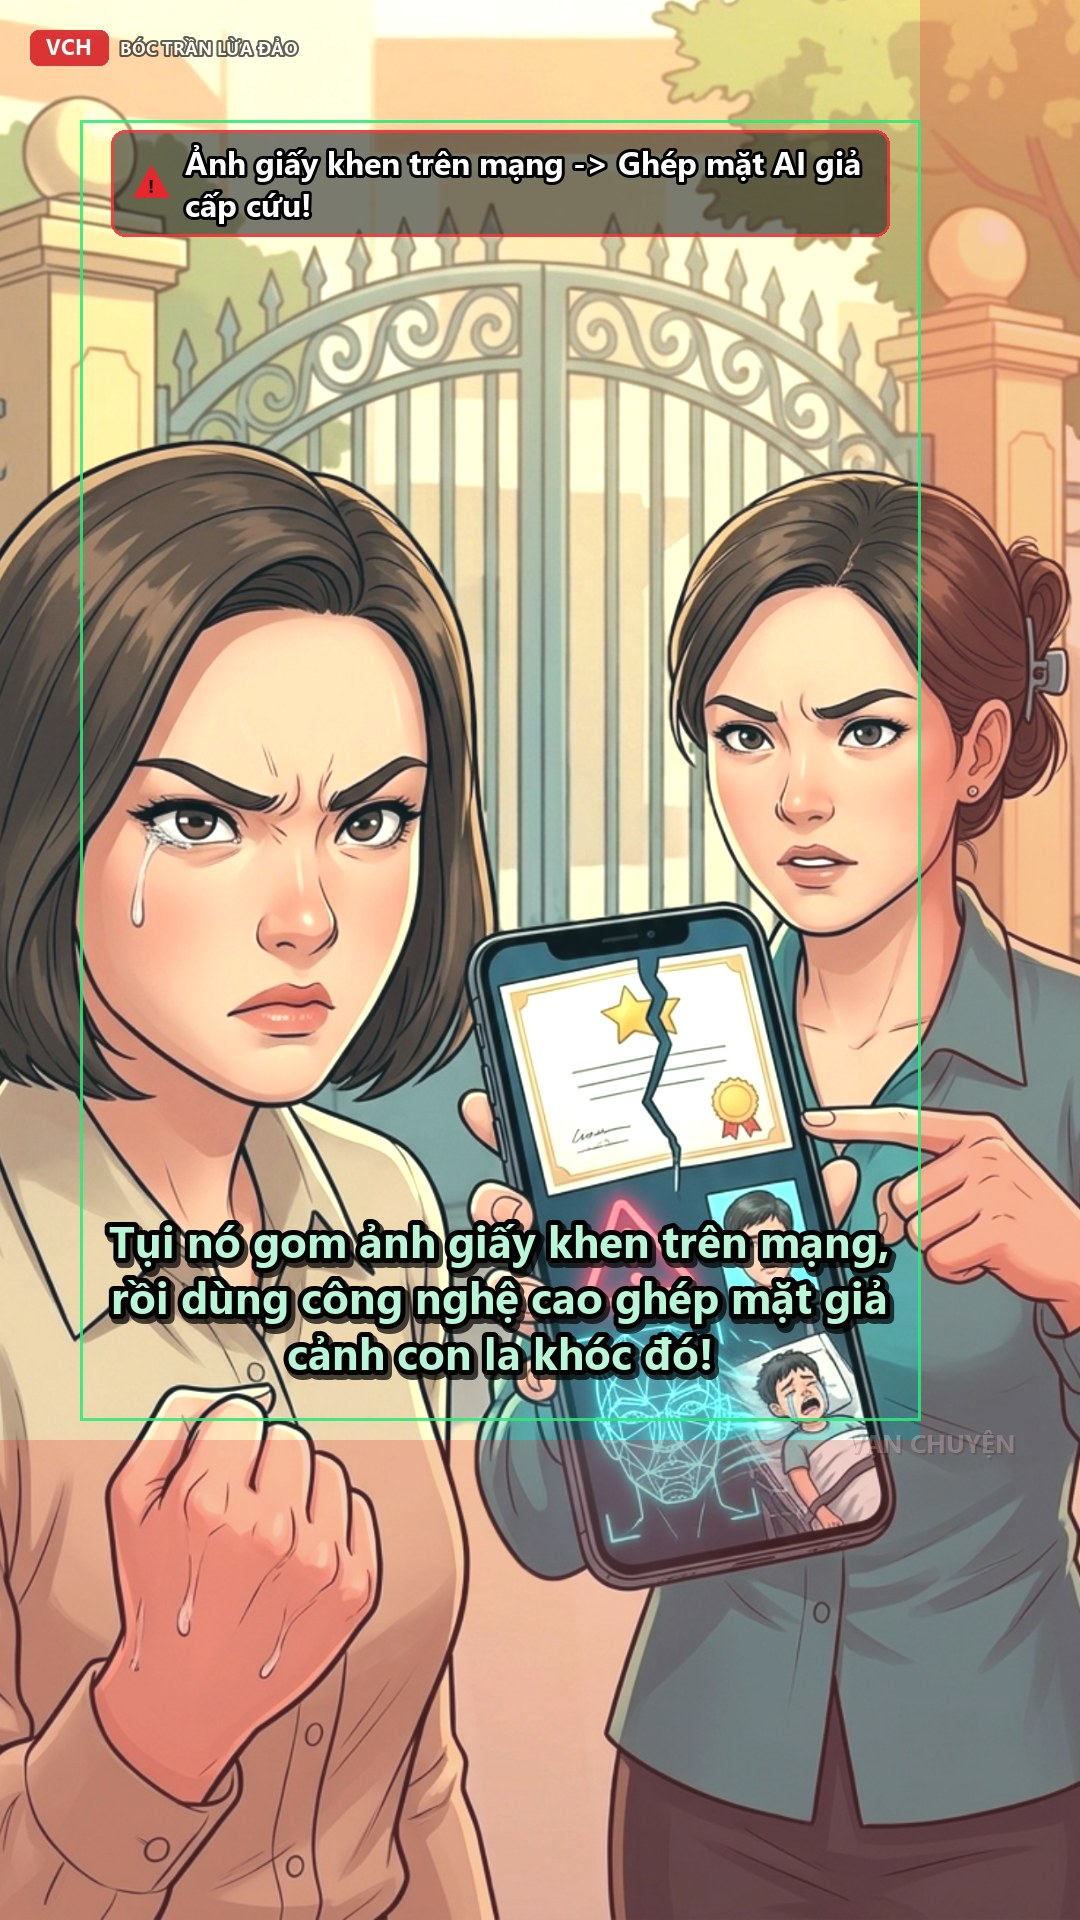 VCH BÓC TRẦN LỪA ĐẢO
Ảnh giấy khen trên mạng -> Ghép mặt AI giả
cấp cứu!
Tụi nó gom ảnh giấy khen trên mạng,
rồi dùng công nghệ cao ghép mặt giả
cảnh con la khóc đó!
VẠN CHUYỆN